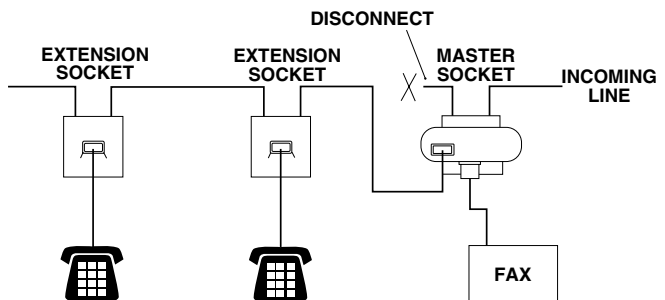 DISCONNECT
EXTENSION
SOCKET
EXTENSION
SOCKET
MASTER
SOCKET
INCOMING
LINE
FAX